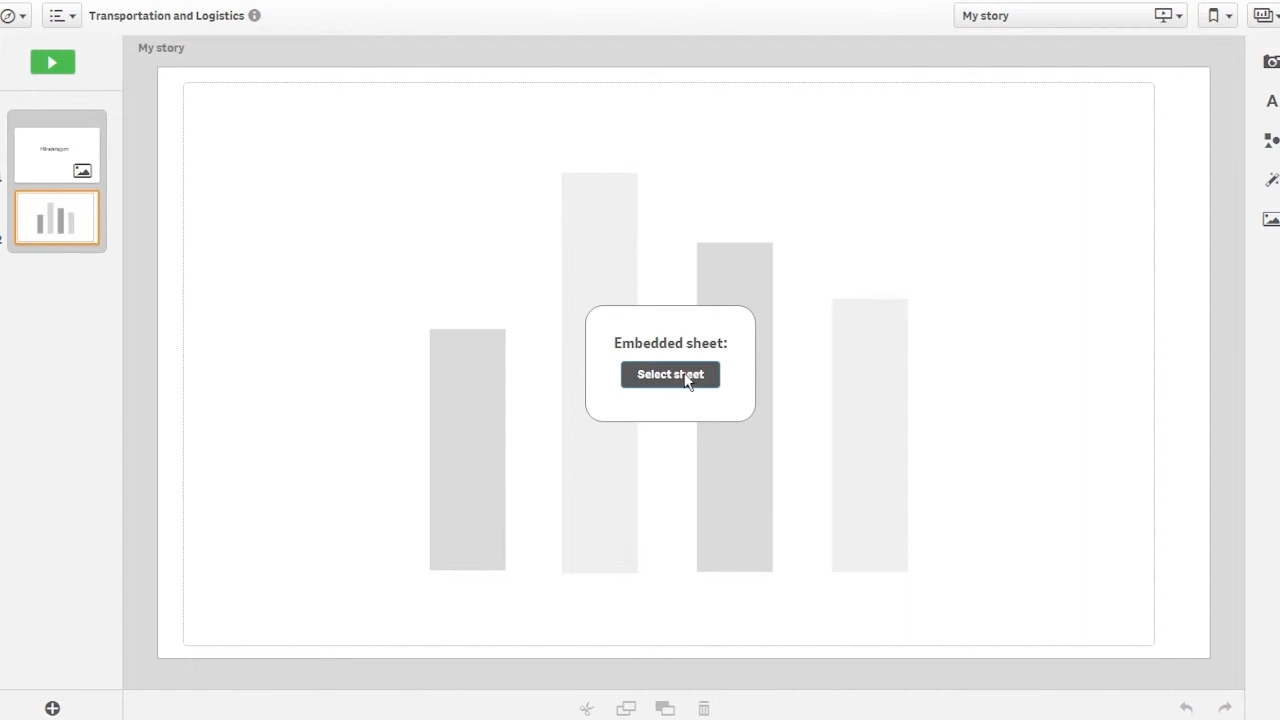 Transportation and Logistics
My story
My story
Embedded sheet:
Select sheet
A